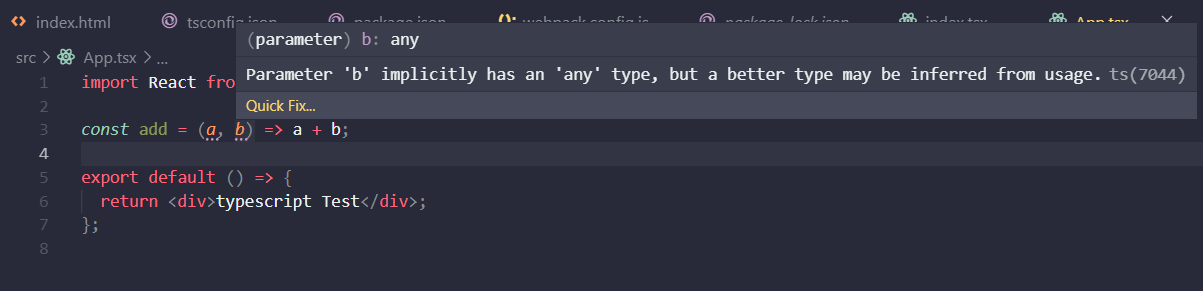 index.html tsconfig.json package.json webpack.config.js package-lock.json index.tsx App.tsx
(parameter) b: any
src > App.tsx > ...
Parameter 'b' implicitly has an 'any' type, but a better type may be inferred from usage. ts(7044)
1 import React fro
Quick Fix...
2
3 const add = (a, b) => a + b;
4
5 export default () => {
6 return <div>typescript Test</div>;
7 };
8